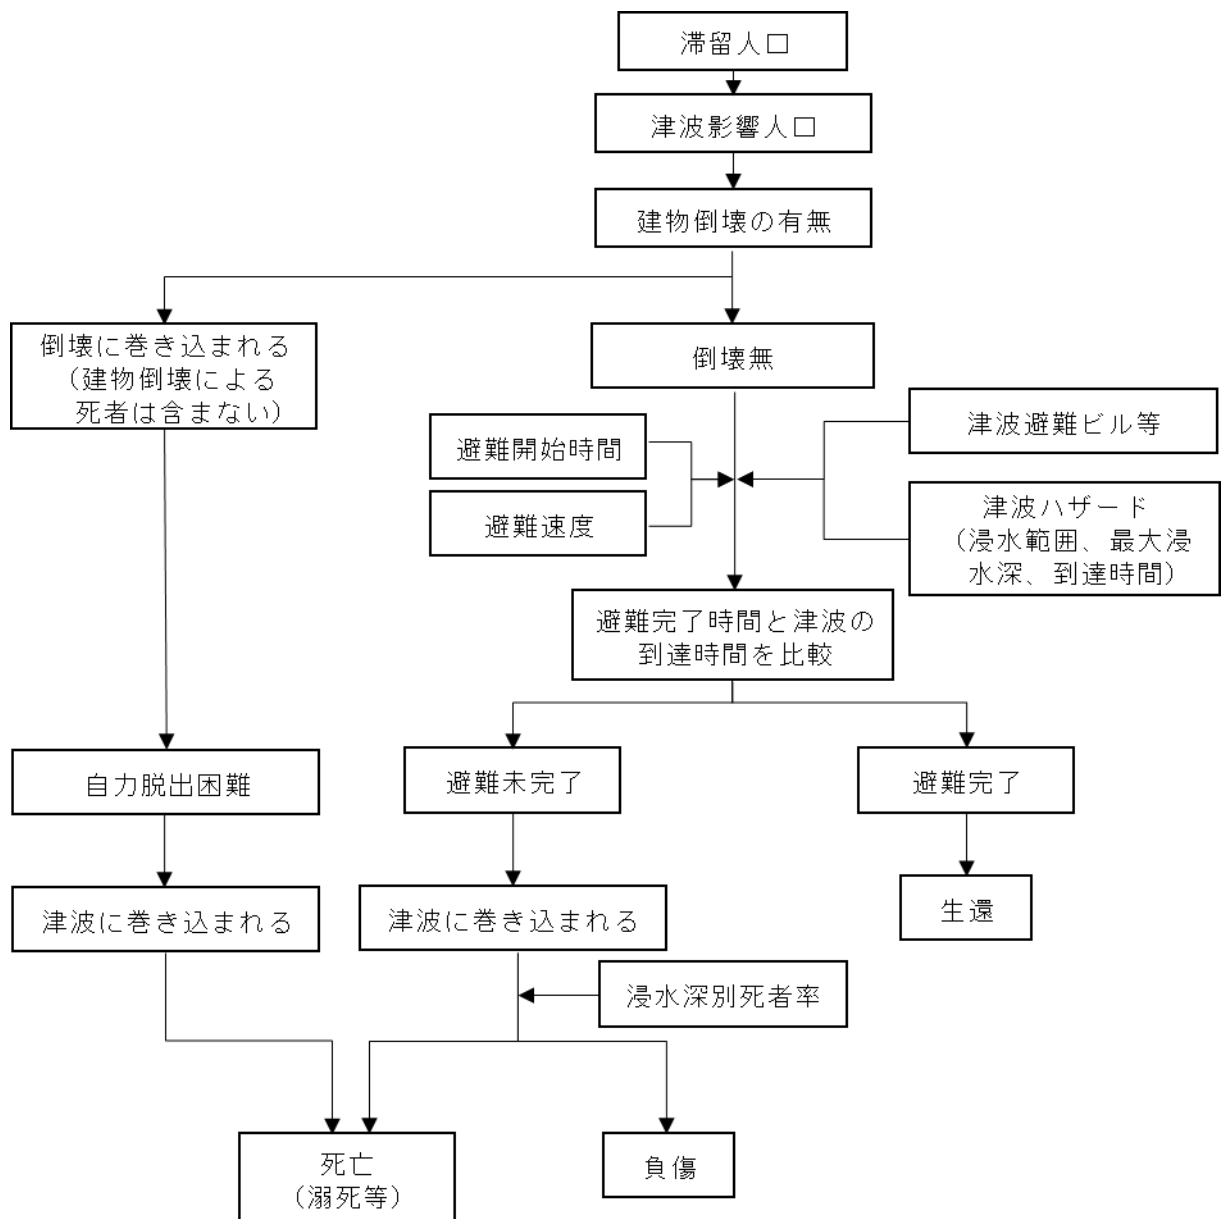 滞留人口
津波影響人口
建物倒壊の有無
倒壊に巻き込まれる
（建物倒壊による
死者は含まない）
倒壊無
避難開始時間
避難速度
津波避難ビル等
津波ハザード
（浸水範囲、最大浸
水深、到達時間）
避難完了時間と津波の
到達時間を比較
自力脱出困難
避難未完了
避難完了
津波に巻き込まれる
津波に巻き込まれる
生還
浸水深別死者率
死亡
（溺死等）
負傷